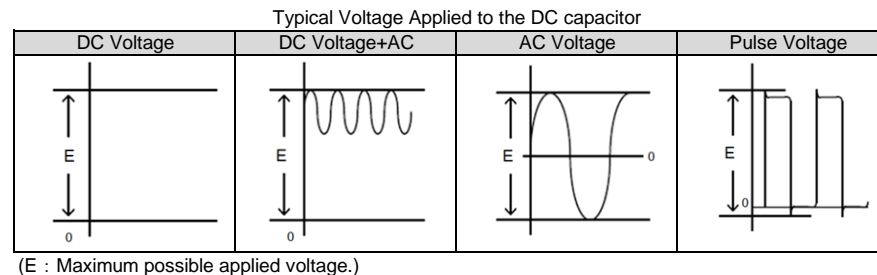 Typical Voltage Applied to the DC capacitor
DC Voltage DC Voltage+AC AC Voltage Pulse Voltage
E E E E
0 0 0 0
(E：Maximum possible applied voltage.)